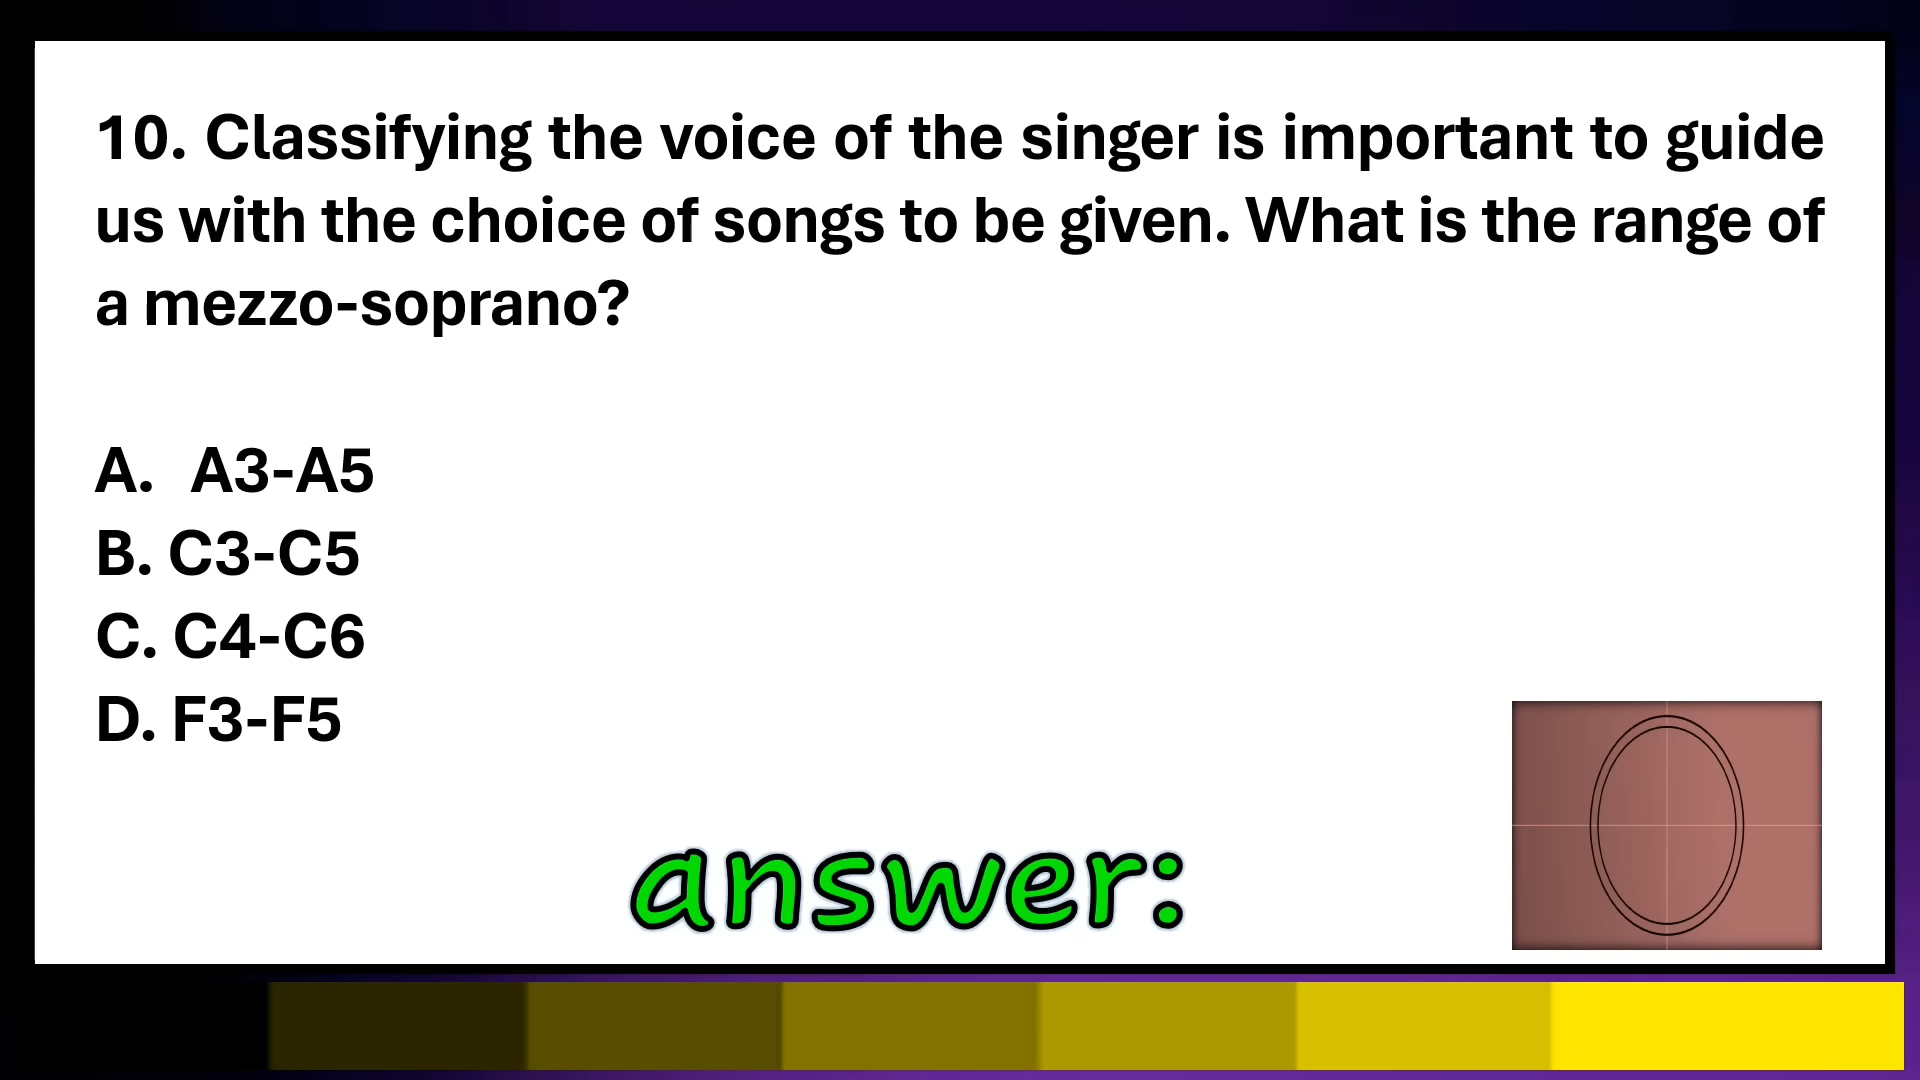 10. Classifying the voice of the singer is important to guide
us with the choice of songs to be given. What is the range of
a mezzo-soprano?
A. A3-A5
B. C3-C5
C. C4-C6
D. F3-F5
answer: